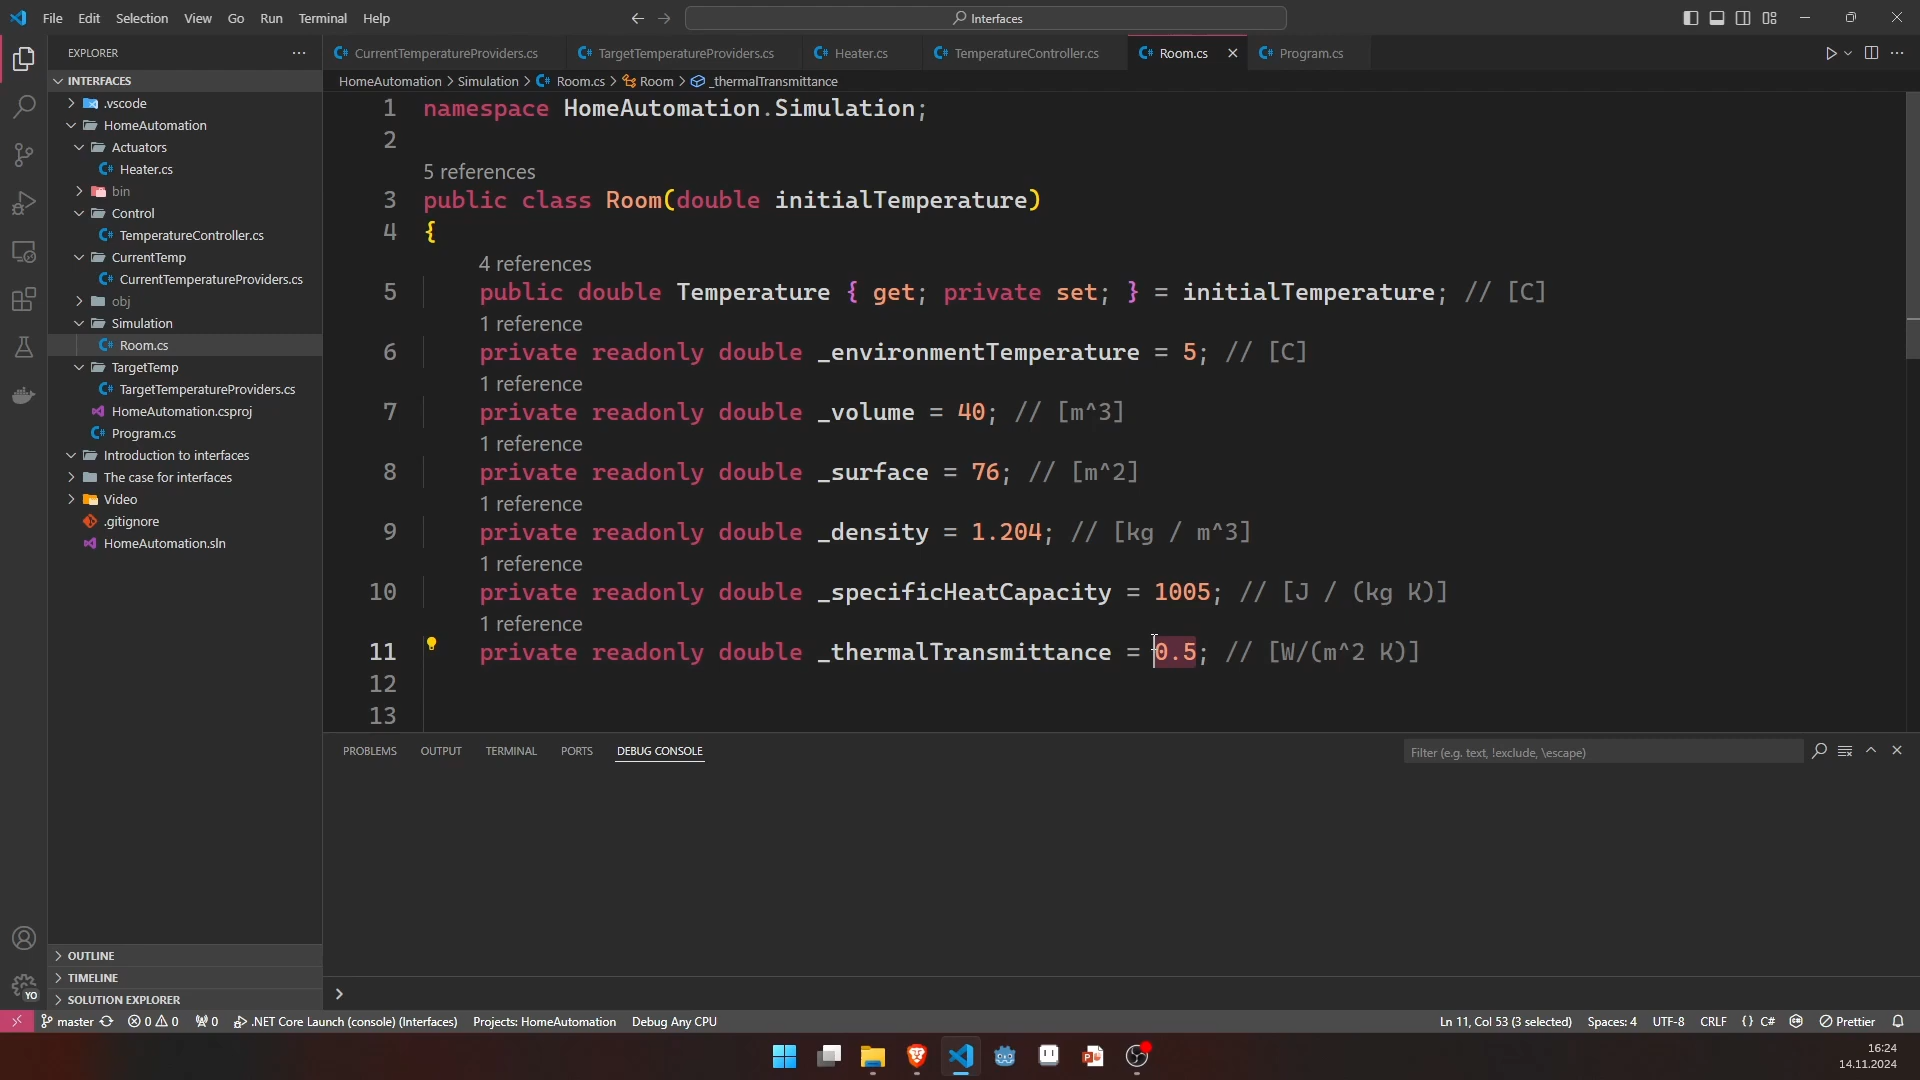 File Edit Selection View Go Run Terminal Help
Interfaces
EXPLORER
CurrentTemperatureProviders.cs TargetTemperatureProviders.cs Heater.cs TemperatureController.cs Room.cs Program.cs
HomeAutomation > Simulation > Room.cs > Room > _thermalTransmittance
INTERFACES
.vscode
HomeAutomation
Actuators
Heater.cs
bin
Control
TemperatureController.cs
CurrentTemp
CurrentTemperatureProviders.cs
obj
Simulation
Room.cs
TargetTemp
TargetTemperatureProviders.cs
HomeAutomation.csproj
Program.cs
Introduction to interfaces
The case for interfaces
Video
.gitignore
HomeAutomation.sln
OUTLINE
TIMELINE
SOLUTION EXPLORER
1 namespace HomeAutomation.Simulation;
2
5 references
3 public class Room(double initialTemperature)
4 {
4 references
5 public double Temperature { get; private set; } = initialTemperature; // [C]
1 reference
6 private readonly double _environmentTemperature = 5; // [C]
1 reference
7 private readonly double _volume = 40; // [m^3]
1 reference
8 private readonly double _surface = 76; // [m^2]
1 reference
9 private readonly double _density = 1.204; // [kg / m^3]
1 reference
10 private readonly double _specificHeatCapacity = 1005; // [J / (kg K)]
1 reference
11 private readonly double _thermalTransmittance = 0.5; // [W/(m^2 K)]
12
13
PROBLEMS OUTPUT TERMINAL PORTS DEBUG CONSOLE
Filter (e.g. text, !exclude, \escape)
>
YO
master 0 0 0 .NET Core Launch (console) (Interfaces) Projects: HomeAutomation Debug Any CPU
Ln 11, Col 53 (3 selected) Spaces: 4 UTF-8 CRLF {} C# Prettier
16:24
14.11.2024